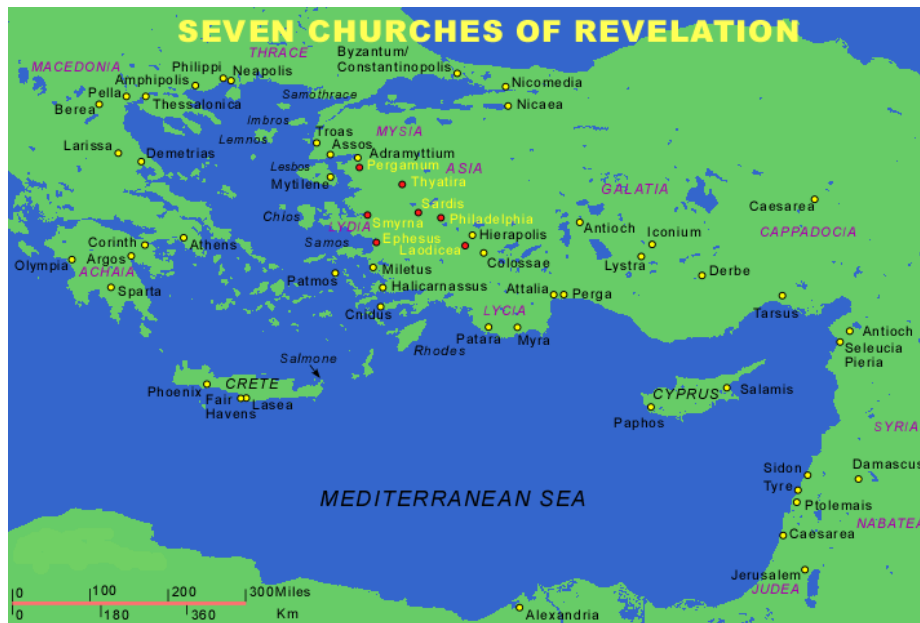 SEVEN CHURCHES OF REVELATION
MACEDONIA
THRACE
Byzantum/
Constantinopolis
Philippi
Neapolis
Amphipolis
Pella
Berea
Thessalonica
Samothrace
Nicomedia
Nicaea
Imbros
Lemnos
Troas
MYSIA
Assos
Adramyttium
Larissa
Demetrias
Lesbos
Pergamum
ASIA
Mytilene
Thyatira
GALATIA
Caesarea
Chios
Sardis
Smyrna
Philadelphia
LYDIA
Antioch
Iconium
CAPPADOCIA
Corinth
Athens
Samos
Ephesus
Hierapolis
Laodicea
Colossae
Lystra
Olympia
Argos
ACHAIA
Patmos
Miletus
Derbe
Sparta
Halicarnassus
Attalia
Perga
Cnidus
LYCIA
Tarsus
Patara
Myra
Antioch
Seleucia
Pieria
Rhodes
Salmone
Phoenix
CRETE
Fair
Havens
Lasea
CYPRUS
Salamis
Paphos
SYRIA
Sidon
Damascus
Tyre
MEDITERRANEAN SEA
Ptolemais
NABATEA
Caesarea
Jerusalem
JUDEA
0 100 200 300Miles
0 180 360 Km
Alexandria